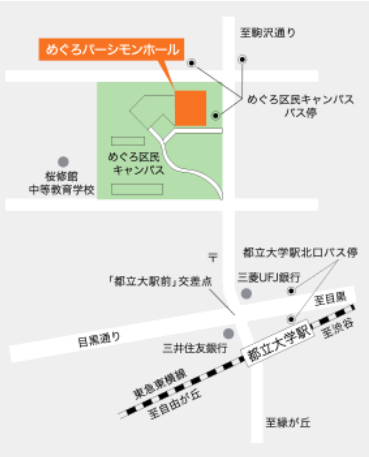 至駒沢通り
めぐろパーシモンホール
めぐろ区民キャンパス
バス停
めぐろ区民
キャンパス
桜修館
中等教育学校
〒
都立大学駅北口バス停
「都立大駅前」交差点
三菱UFJ銀行
至目黒
目黒通り
三井住友銀行
都立大学駅
至渋谷
東急東横線
至自由が丘
至緑が丘